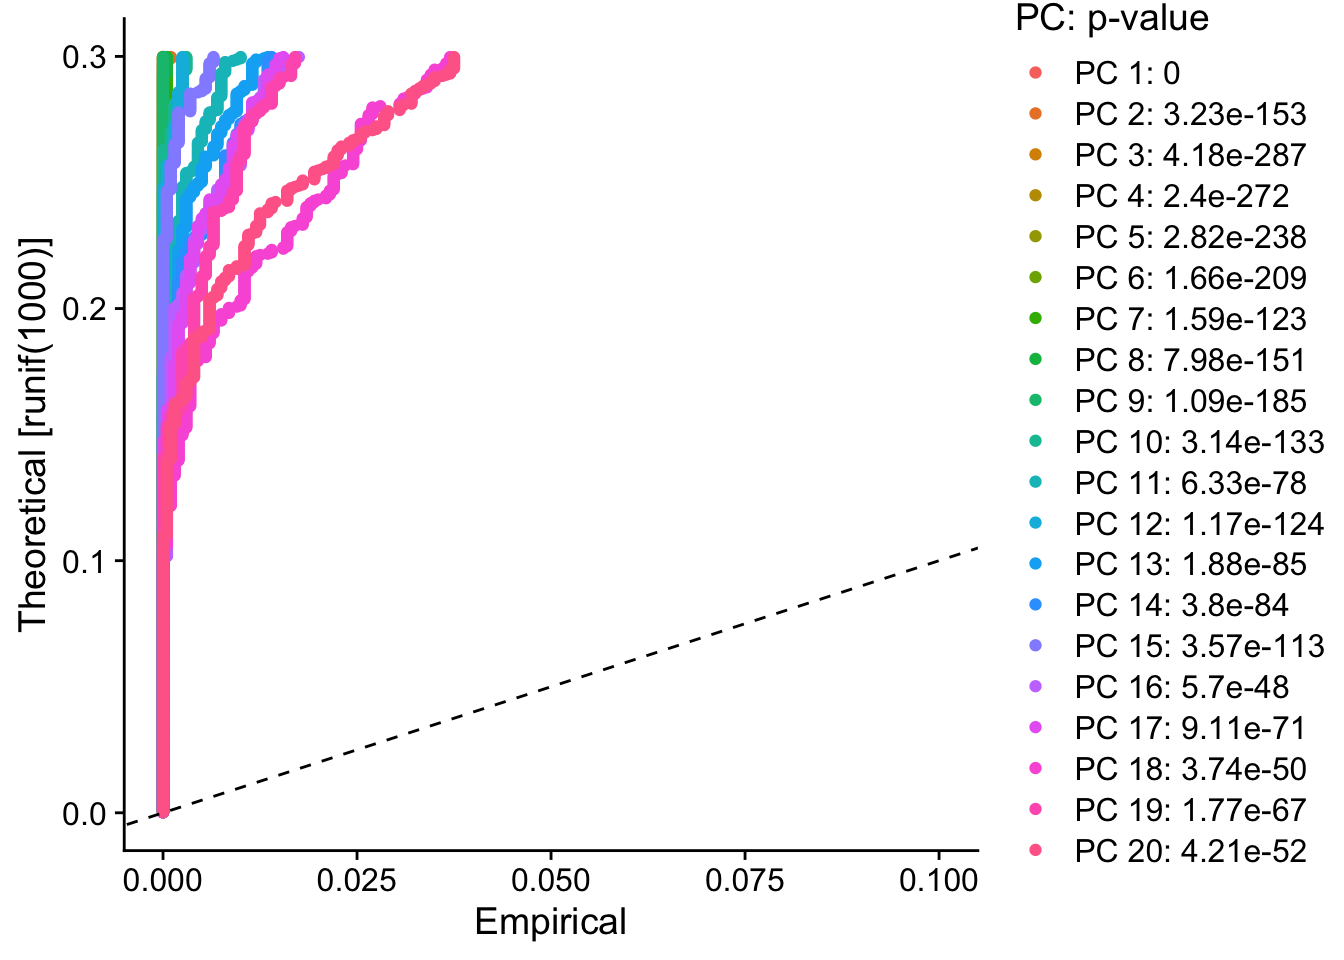 PC: p-value
PC 1: 0
PC 2: 3.23e-153
PC 3: 4.18e-287
PC 4: 2.4e-272
PC 5: 2.82e-238
PC 6: 1.66e-209
PC 7: 1.59e-123
PC 8: 7.98e-151
PC 9: 1.09e-185
PC 10: 3.14e-133
PC 11: 6.33e-78
PC 12: 1.17e-124
PC 13: 1.88e-85
PC 14: 3.8e-84
PC 15: 3.57e-113
PC 16: 5.7e-48
PC 17: 9.11e-71
PC 18: 3.74e-50
PC 19: 1.77e-67
PC 20: 4.21e-52
Theoretical [runif(1000)]
0.3
0.2
0.1
0.0
0.000 0.025 0.050 0.075 0.100
Empirical